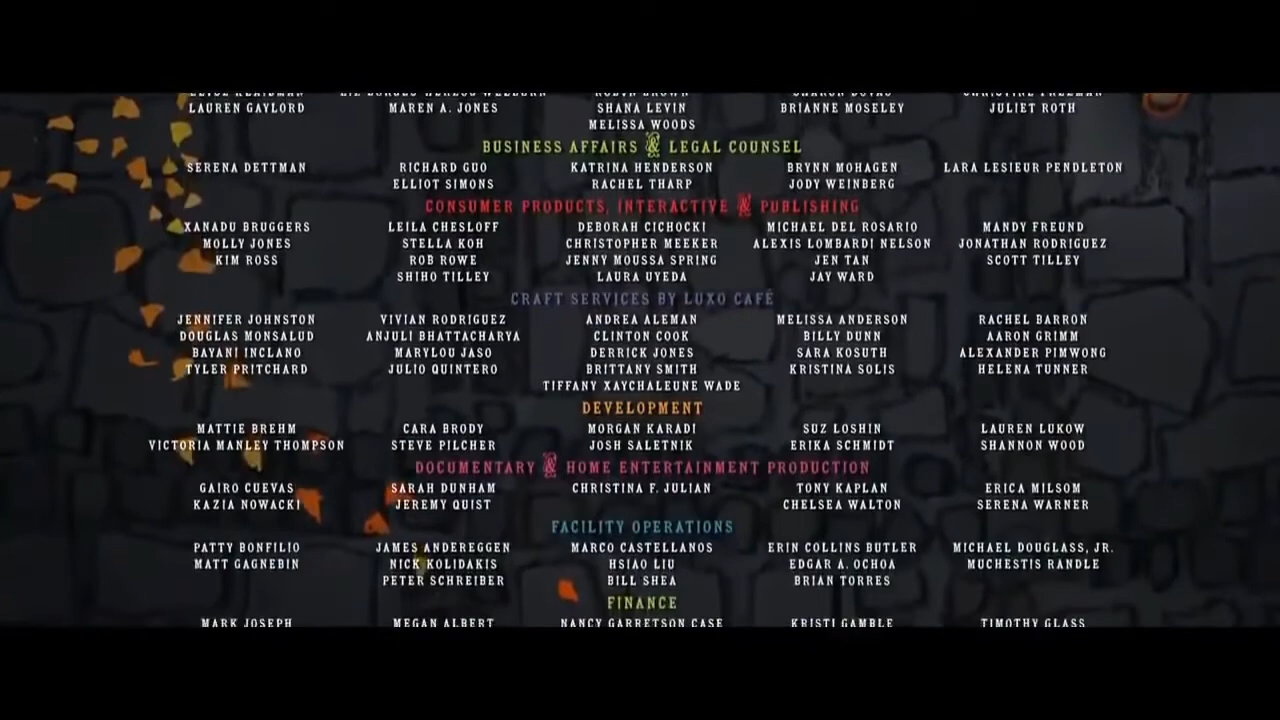 LAUREN GAYLORD MAREN A. JONES SHANA LEVIN BRIANNE MOSELEY JULIET ROTH
MELISSA WOODS
BUSINESS AFFAIRS & LEGAL COUNSEL
SERENA DETTMAN RICHARD GUO KATRINA HENDERSON BRYNN MOHAGEN LARA LESIEUR PENDLETON
ELLIOT SIMONS RACHEL THARP JODY WEINBERG
CONSUMER PRODUCTS, INTERACTIVE & PUBLISHING
XANADU BRUGGERS LEILA CHESLOFF DEBORAH CICHOCKI MICHAEL DEL ROSARIO MANDY FREUND
MOLLY JONES STELLA KOH CHRISTOPHER MEEKER ALEXIS LOMBARDI NELSON JONATHAN RODRIGUEZ
KIM ROSS ROB ROWE JENNY MOUSSA SPRING JEN TAN SCOTT TILLEY
SHIHO TILLEY LAURA UYEDA JAY WARD
CRAFT SERVICES BY LUXO CAFÉ
JENNIFER JOHNSTON VIVIAN RODRIGUEZ ANDREA ALEMAN MELISSA ANDERSON RACHEL BARRON
DOUGLAS MONSALUD ANJULI BHATTACHARYA CLINTON COOK BILLY DUNN AARON GRIMM
BAYANI INCLANO MARYLOU JASO DERRICK JONES SARA KOSUTH ALEXANDER PIMWONG
TYLER PRITCHARD JULIO QUINTERO BRITTANY SMITH KRISTINA SOLIS HELENA TUNNER
TIFFANY XAYCHALEUNE WADE
DEVELOPMENT
MATTIE BREHM CARA BRODY MORGAN KARADI SUZ LOSHIN LAUREN LUKOW
VICTORIA MANLEY THOMPSON STEVE PILCHER JOSH SALETNIK ERIKA SCHMIDT SHANNON WOOD
DOCUMENTARY & HOME ENTERTAINMENT PRODUCTION
GAIRO CUEVAS SARAH DUNHAM CHRISTINA F. JULIAN TONY KAPLAN ERICA MILSOM
KAZIA NOWACKI JEREMY QUIST CHELSEA WALTON SERENA WARNER
FACILITY OPERATIONS
PATTY BONFILIO JAMES ANDEREGGEN MARCO CASTELLANOS ERIN COLLINS BUTLER MICHAEL DOUGLASS, JR.
MATT GAGNEBIN NICK KOLIDAKIS HSIAO LIU EDGAR A. OCHOA MUCHESTIS RANDLE
PETER SCHREIBER BILL SHEA BRIAN TORRES
FINANCE
MARK JOSEPH MEGAN ALBERT NANCY GARRETSON CASE KRISTI GAMBLE TIMOTHY GLASS